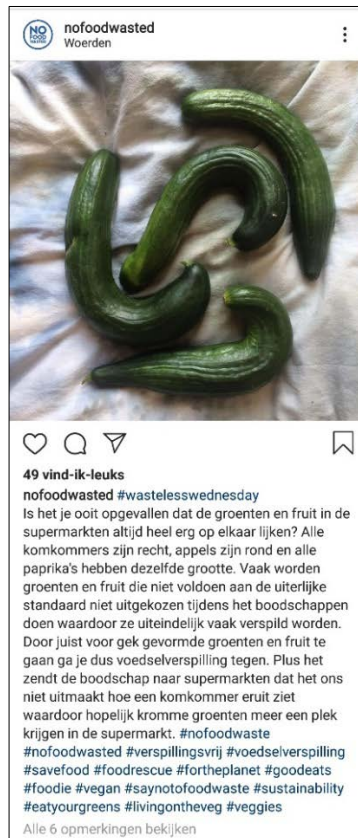 NO
FOOD
WASTED
nofoodwasted
Woerden
49 vind-ik-leuks
nofoodwasted #wastelesswednesday
Is het je ooit opgevallen dat de groenten en fruit in de
supermarkten altijd heel erg op elkaar lijken? Alle
komkommers zijn recht, appels zijn rond en alle
paprika's hebben dezelfde grootte. Vaak worden
groenten en fruit die niet voldoen aan de uiterlijke
standaard niet uitgekozen tijdens het boodschappen
doen waardoor ze uiteindelijk vaak verspild worden.
Door juist voor gek gevormde groenten en fruit te
gaan ga je dus voedselverspilling tegen. Plus het
zendt de boodschap naar supermarkten dat het ons
niet uitmaakt hoe een komkommer eruit ziet
waardoor hopelijk kromme groenten meer een plek
krijgen in de supermarkt. #nofoodwaste
#nofoodwasted #verspillingsvrij #voedselverspilling
#savefood #foodrescue #fortheplanet #goodeats
#foodie #vegan #saynotofoodwaste #sustainability
#eatyourgreens #livingontheveg #veggies
Alle 6 opmerkingen bekijken